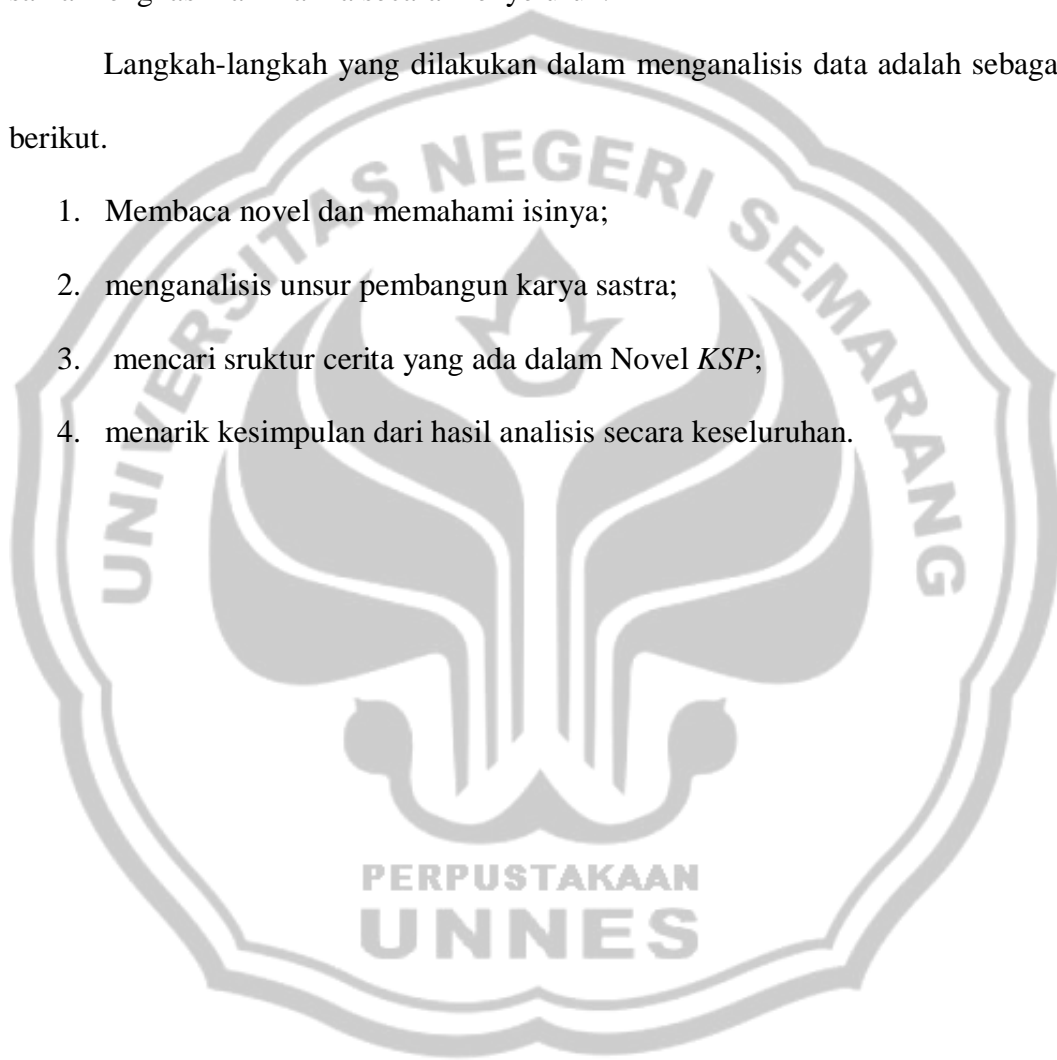 Langkah-langkah yang dilakukan dalam menganalisis data adalah sebaga
berikut.
1. Membaca novel dan memahami isinya;
2. menganalisis unsur pembangun karya sastra;
3. mencari sruktur cerita yang ada dalam Novel KSP;
4. menarik kesimpulan dari hasil analisis secara keseluruhan.
UNIVERSITAS NEGERI SEMARANG
PERPUSTAKAAN
UNNES